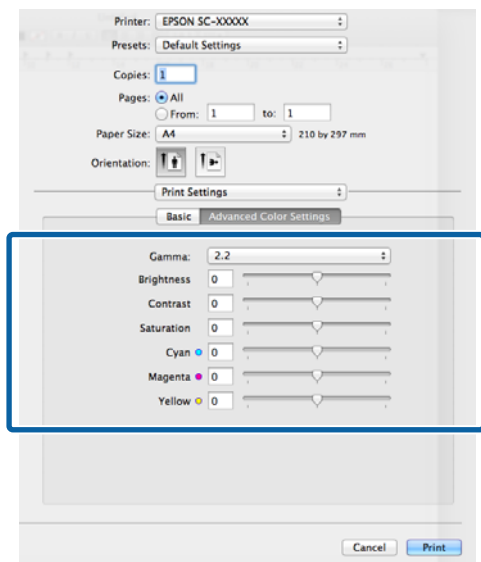 Printer: EPSON SC-XXXXX
Presets: Default Settings
Copies: 1
Pages: All
From: 1 to: 1
Paper Size: A4 210 by 297 mm
Orientation:
Print Settings
Basic Advanced Color Settings
Gamma: 2.2
Brightness 0
Contrast 0
Saturation 0
Cyan 0
Magenta 0
Yellow 0
Cancel Print